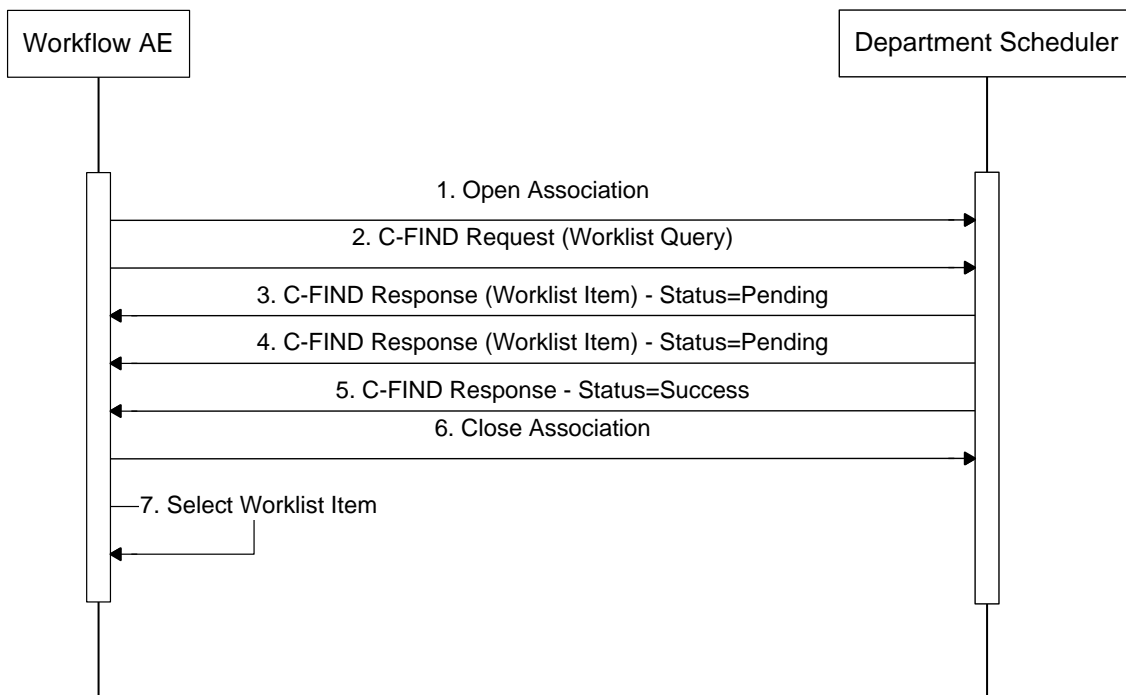 Workflow AE
Department Scheduler
1. Open Association
2. C-FIND Request (Worklist Query)
3. C-FIND Response (Worklist Item) - Status=Pending
4. C-FIND Response (Worklist Item) - Status=Pending
5. C-FIND Response - Status=Success
6. Close Association
7. Select Worklist Item